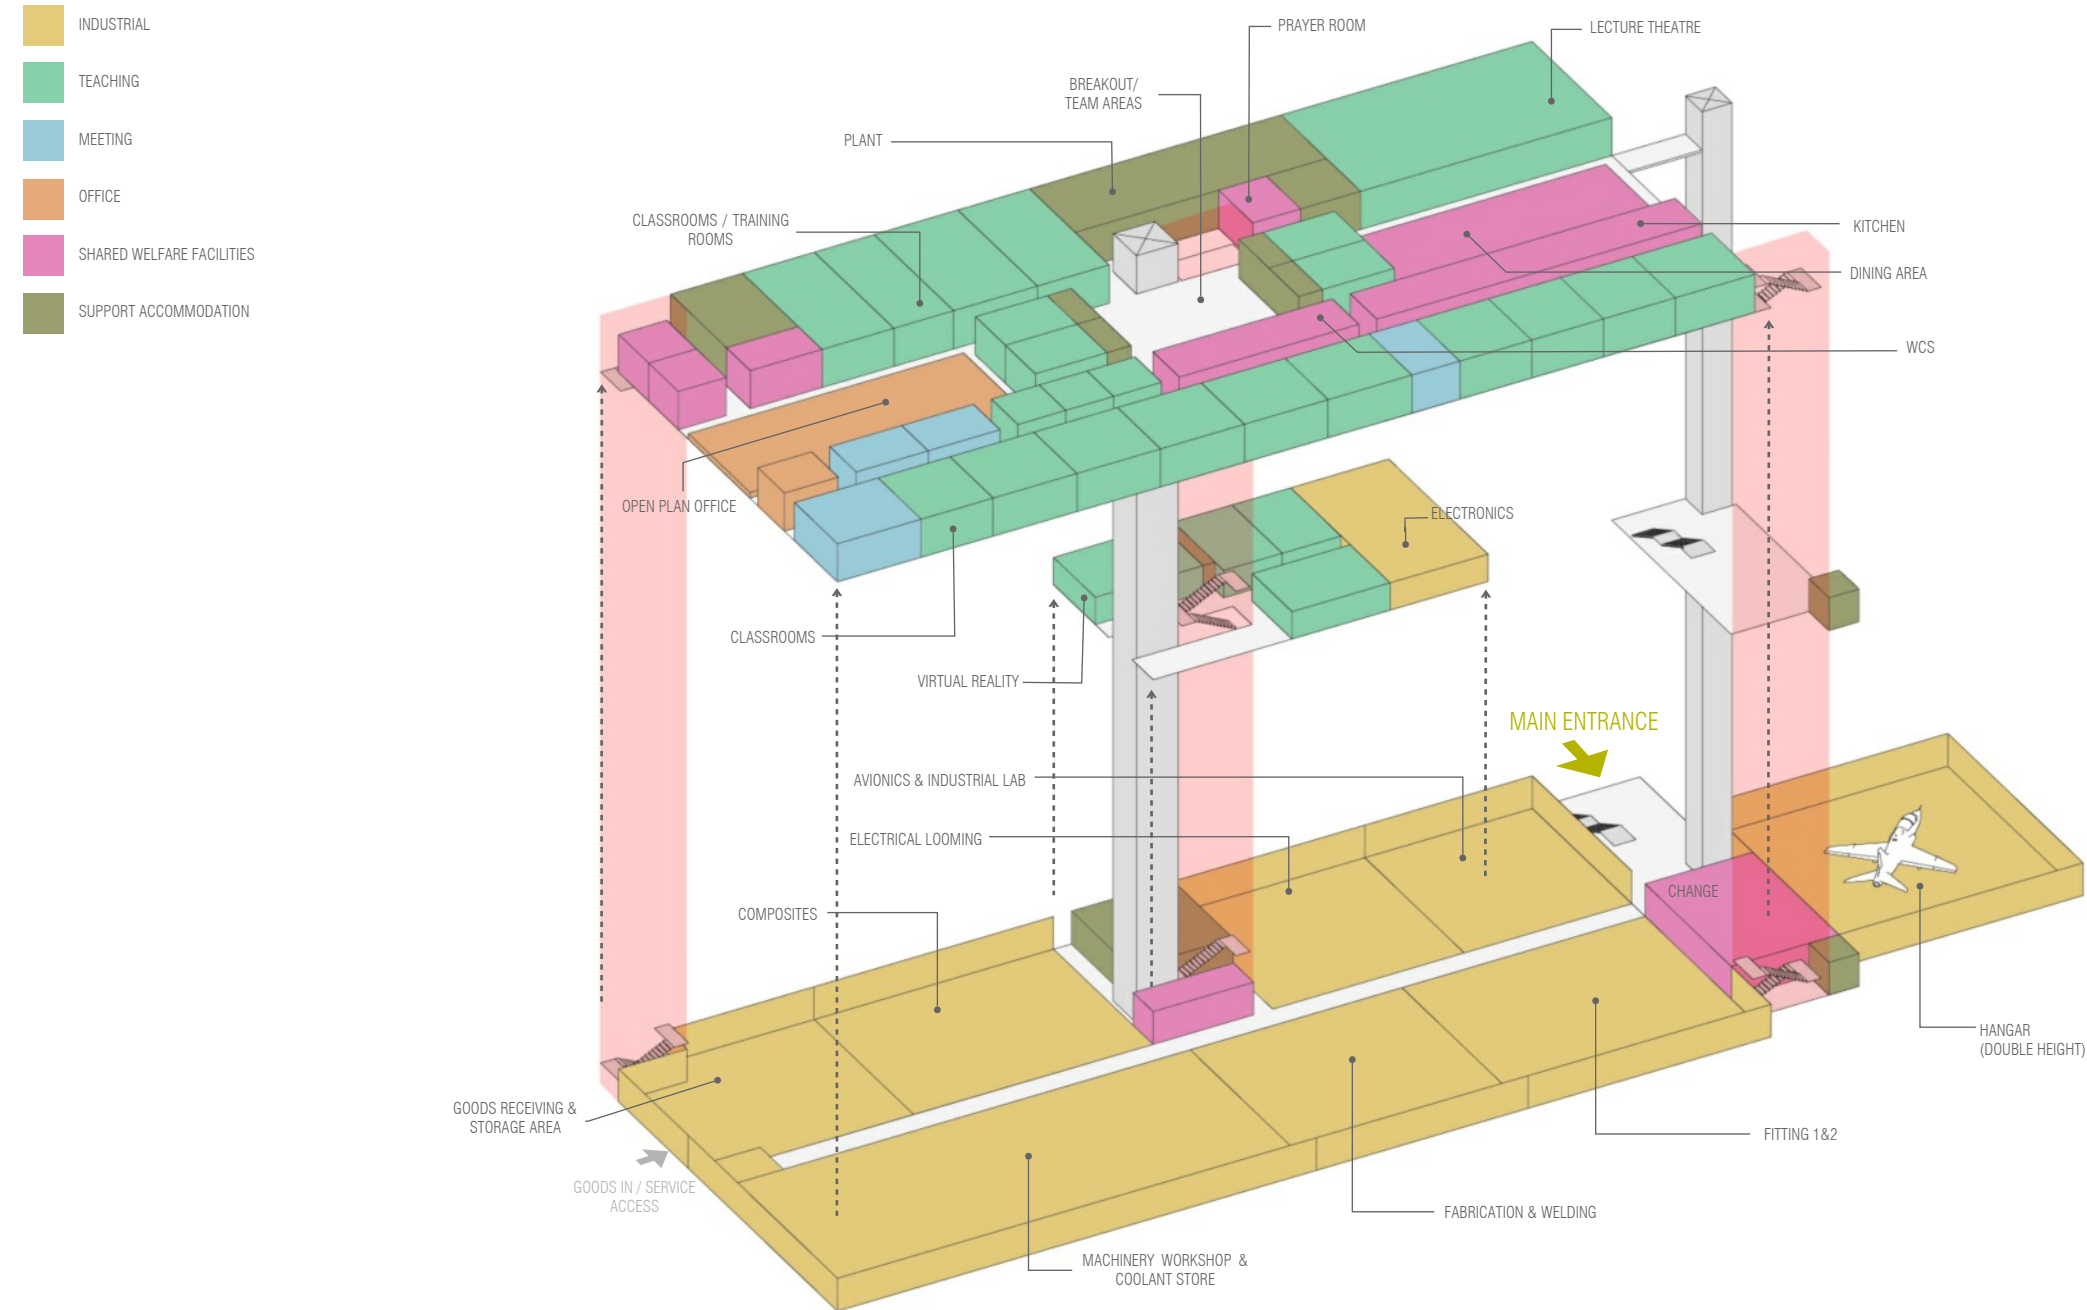 INDUSTRIAL
TEACHING
MEETING
OFFICE
SHARED WELFARE FACILITIES
SUPPORT ACCOMMODATION
PRAYER ROOM
LECTURE THEATRE
BREAKOUT/
TEAM AREAS
PLANT
CLASSROOMS / TRAINING
ROOMS
KITCHEN
DINING AREA
WCS
OPEN PLAN OFFICE
ELECTRONICS
CLASSROOMS
VIRTUAL REALITY
MAIN ENTRANCE
AVIONICS & INDUSTRIAL LAB
ELECTRICAL LOOMING
CHANGE
COMPOSITES
HANGAR
(DOUBLE HEIGHT)
GOODS RECEIVING &
STORAGE AREA
FITTING 1&2
GOODS IN / SERVICE
ACCESS
FABRICATION & WELDING
MACHINERY WORKSHOP &
COOLANT STORE